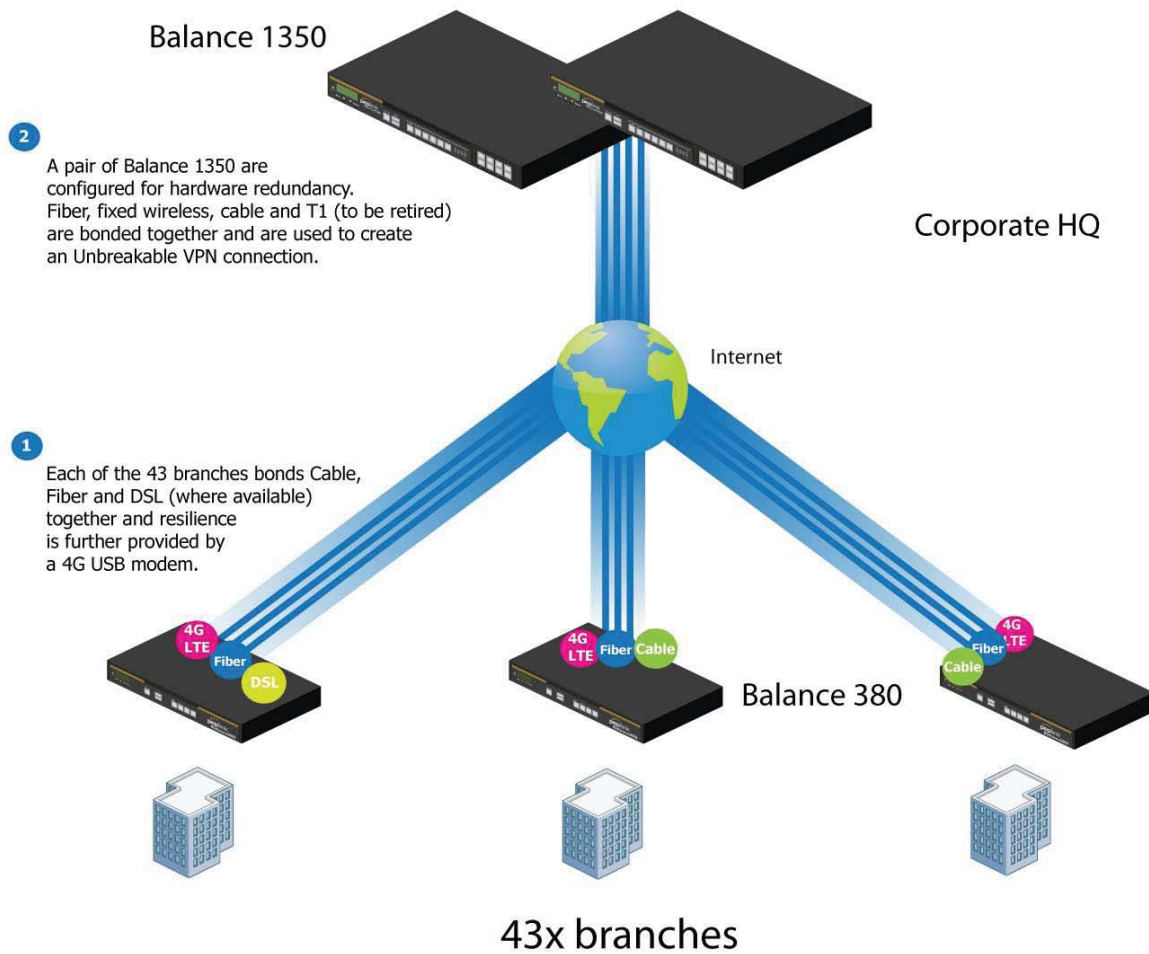 Balance 1350
2
A pair of Balance 1350 are
configured for hardware redundancy.
Fiber, fixed wireless, cable and T1 (to be retired)
are bonded together and are used to create
an Unbreakable VPN connection.
Corporate HQ
Internet
1
Each of the 43 branches bonds Cable,
Fiber and DSL (where available)
together and resilience
is further provided by
a 4G USB modem.
4G
LTE
Fiber
DSL
4G
LTE
Fiber
Cable
4G
LTE
Fiber
Cable
Balance 380
43x branches